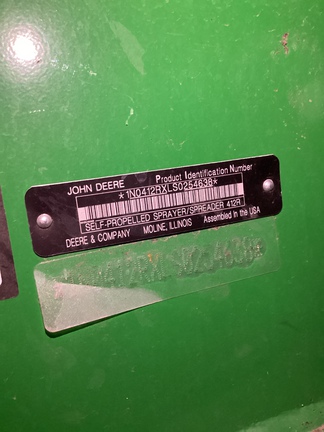 JOHN DEERE Product Identification Number
*1N0412RXLS0254638*
SELF-PROPELLED SPRAYER/SPREADER 412R
DEERE & COMPANY MOLINE, ILLINOIS Assembled in the USA